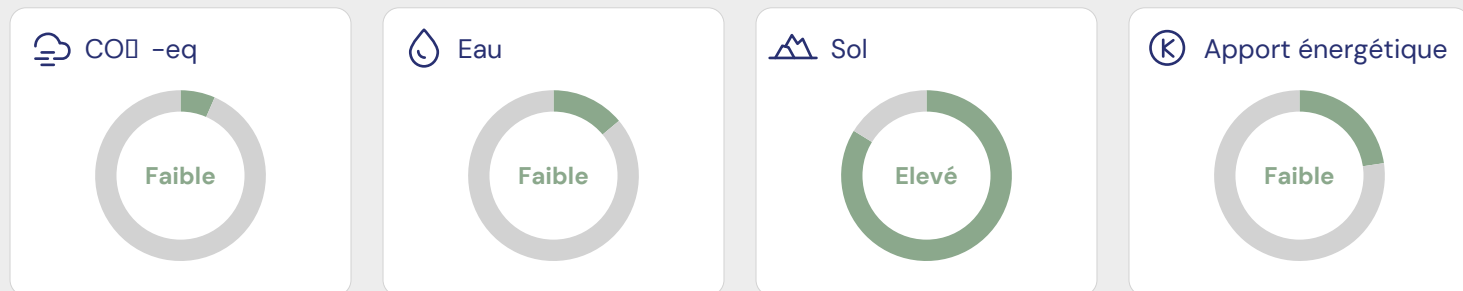 CO▯ -eq
Eau
Sol
Apport énergétique
Faible
Faible
Elevé
Faible